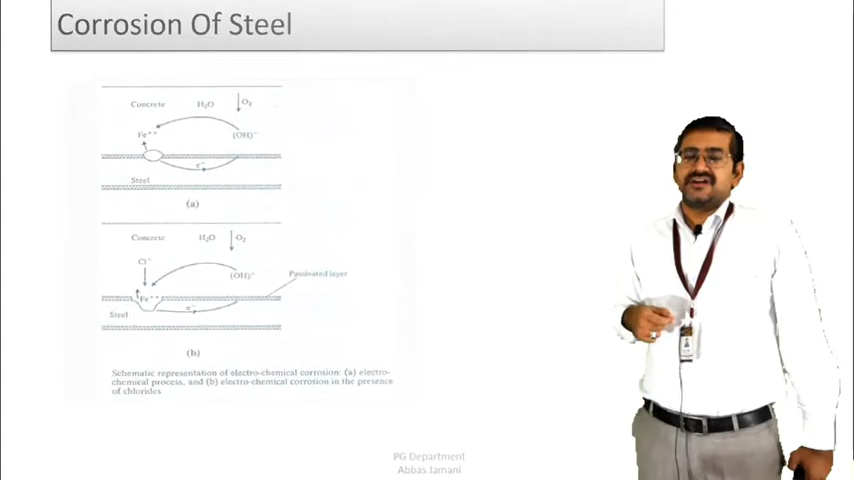 Corrosion Of Steel
Concrete H₂O O₂
Fe⁺⁺ (OH)⁻
e⁻
Steel
(a)
Concrete H₂O O₂
Cl⁻
(OH)⁻ Passivated layer
Fe⁺⁺
e⁻
Steel
(b)
Schematic representation of electro-chemical corrosion: (a) electro-
chemical process, and (b) electro-chemical corrosion in the presence
of chlorides
PG Department
Abbas Jamani